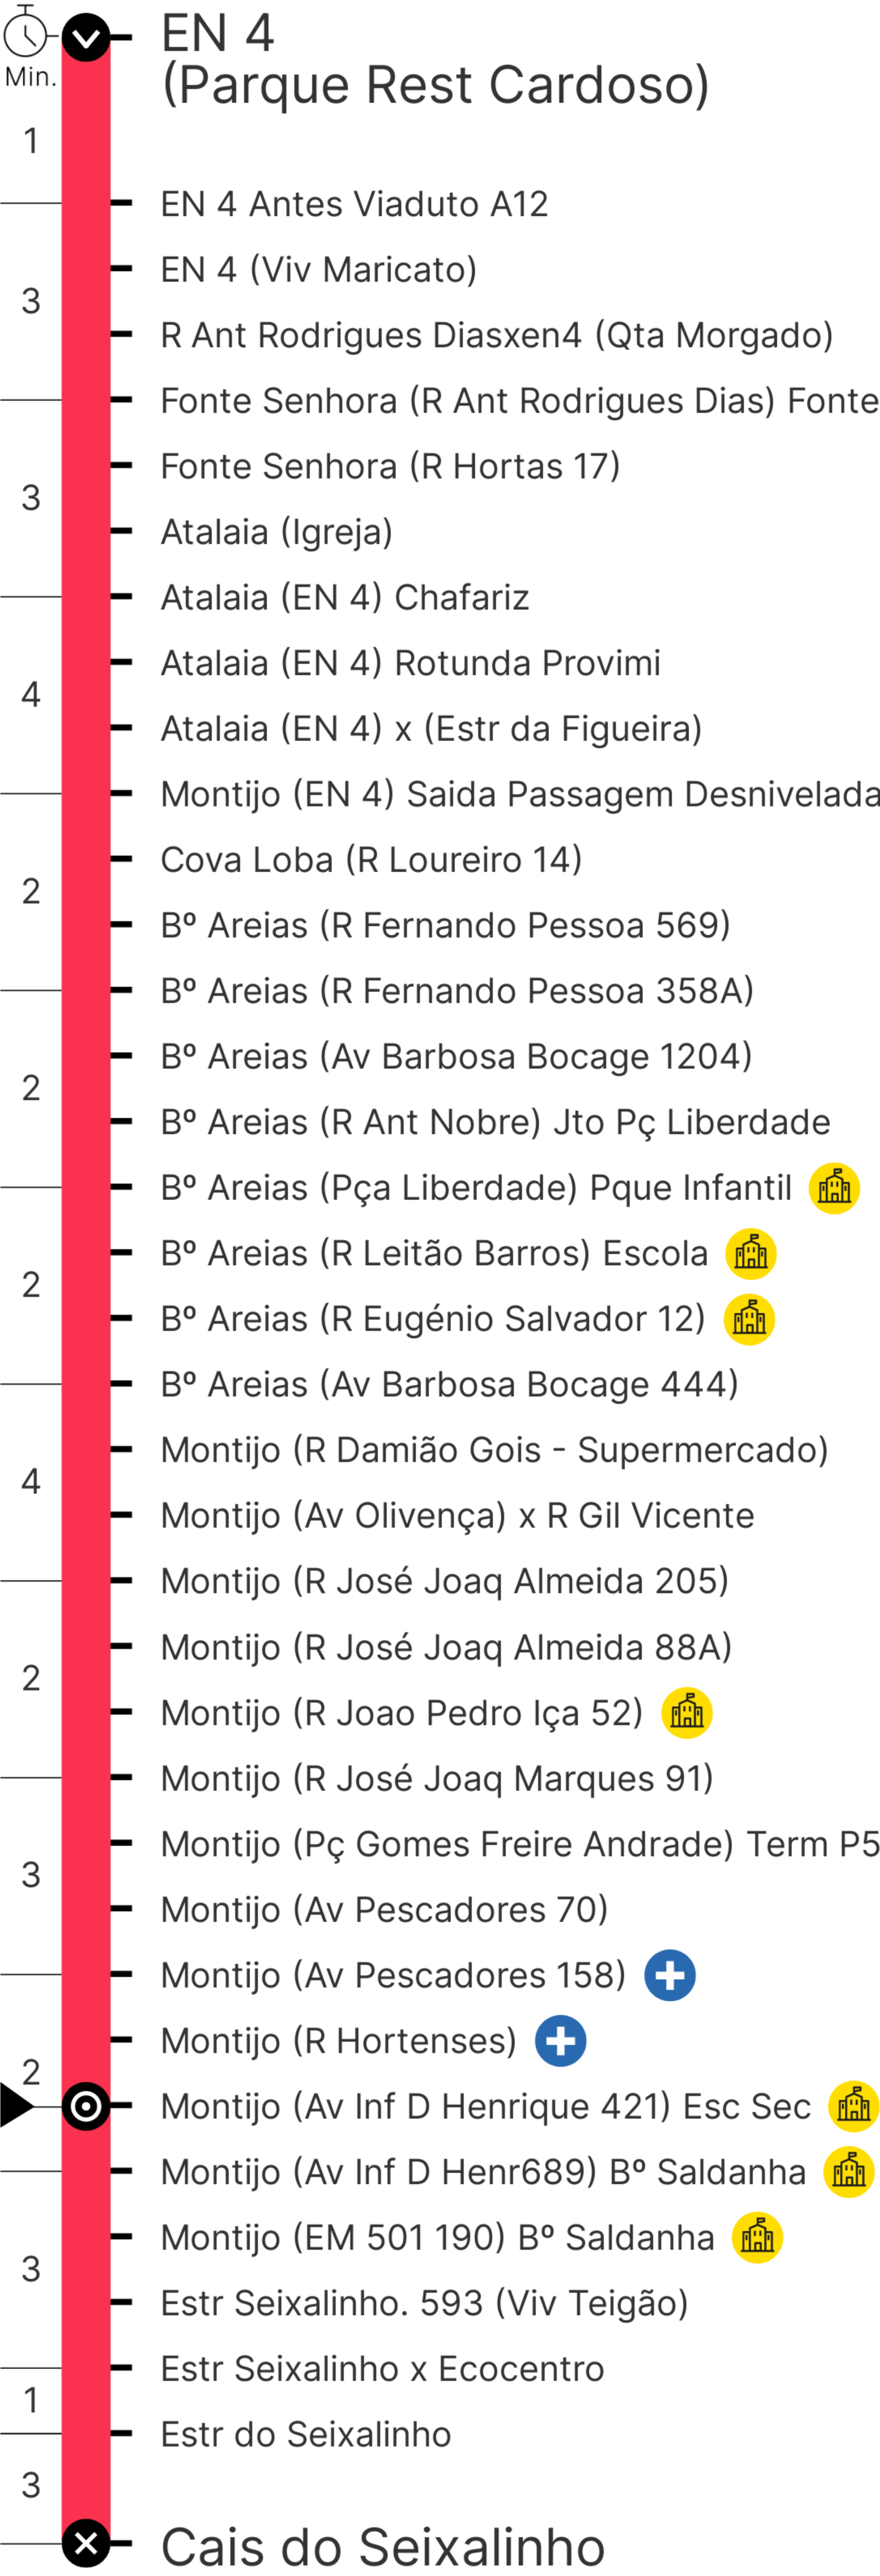 EN 4
(Parque Rest Cardoso)
Min.
1
EN 4 Antes Viaduto A12
EN 4 (Viv Maricato)
3
R Ant Rodrigues Diasxen4 (Qta Morgado)
Fonte Senhora (R Ant Rodrigues Dias) Fonte
Fonte Senhora (R Hortas 17)
3
Atalaia (Igreja)
Atalaia (EN 4) Chafariz
Atalaia (EN 4) Rotunda Provimi
4
Atalaia (EN 4) x (Estr da Figueira)
Montijo (EN 4) Saida Passagem Desnivelada
Cova Loba (R Loureiro 14)
2
Bº Areias (R Fernando Pessoa 569)
Bº Areias (R Fernando Pessoa 358A)
Bº Areias (Av Barbosa Bocage 1204)
2
Bº Areias (R Ant Nobre) Jto Pç Liberdade
Bº Areias (Pça Liberdade) Pque Infantil
Bº Areias (R Leitão Barros) Escola
2
Bº Areias (R Eugénio Salvador 12)
Bº Areias (Av Barbosa Bocage 444)
Montijo (R Damião Gois - Supermercado)
4
Montijo (Av Olivença) x R Gil Vicente
Montijo (R José Joaq Almeida 205)
Montijo (R José Joaq Almeida 88A)
2
Montijo (R Joao Pedro Iça 52)
Montijo (R José Joaq Marques 91)
Montijo (Pç Gomes Freire Andrade) Term P5
3
Montijo (Av Pescadores 70)
Montijo (Av Pescadores 158)
Montijo (R Hortenses)
2
Montijo (Av Inf D Henrique 421) Esc Sec
Montijo (Av Inf D Henr689) Bº Saldanha
Montijo (EM 501 190) Bº Saldanha
3
Estr Seixalinho. 593 (Viv Teigão)
Estr Seixalinho x Ecocentro
1
Estr do Seixalinho
3
Cais do Seixalinho